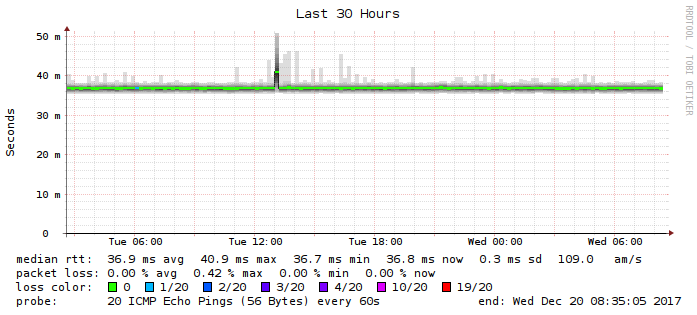 Last 30 Hours
RRDTOOL / TOBI OETIKER
Seconds
50 m
40 m
30 m
20 m
10 m
0
Tue 06:00 Tue 12:00 Tue 18:00 Wed 00:00 Wed 06:00
median rtt: 36.9 ms avg 40.9 ms max 36.7 ms min 36.8 ms now 0.3 ms sd 109.0 am/s
packet loss: 0.00 % avg 0.42 % max 0.00 % min 0.00 % now
loss color: 0 1/20 2/20 3/20 4/20 10/20 19/20
probe: 20 ICMP Echo Pings (56 Bytes) every 60s end: Wed Dec 20 08:35:05 2017